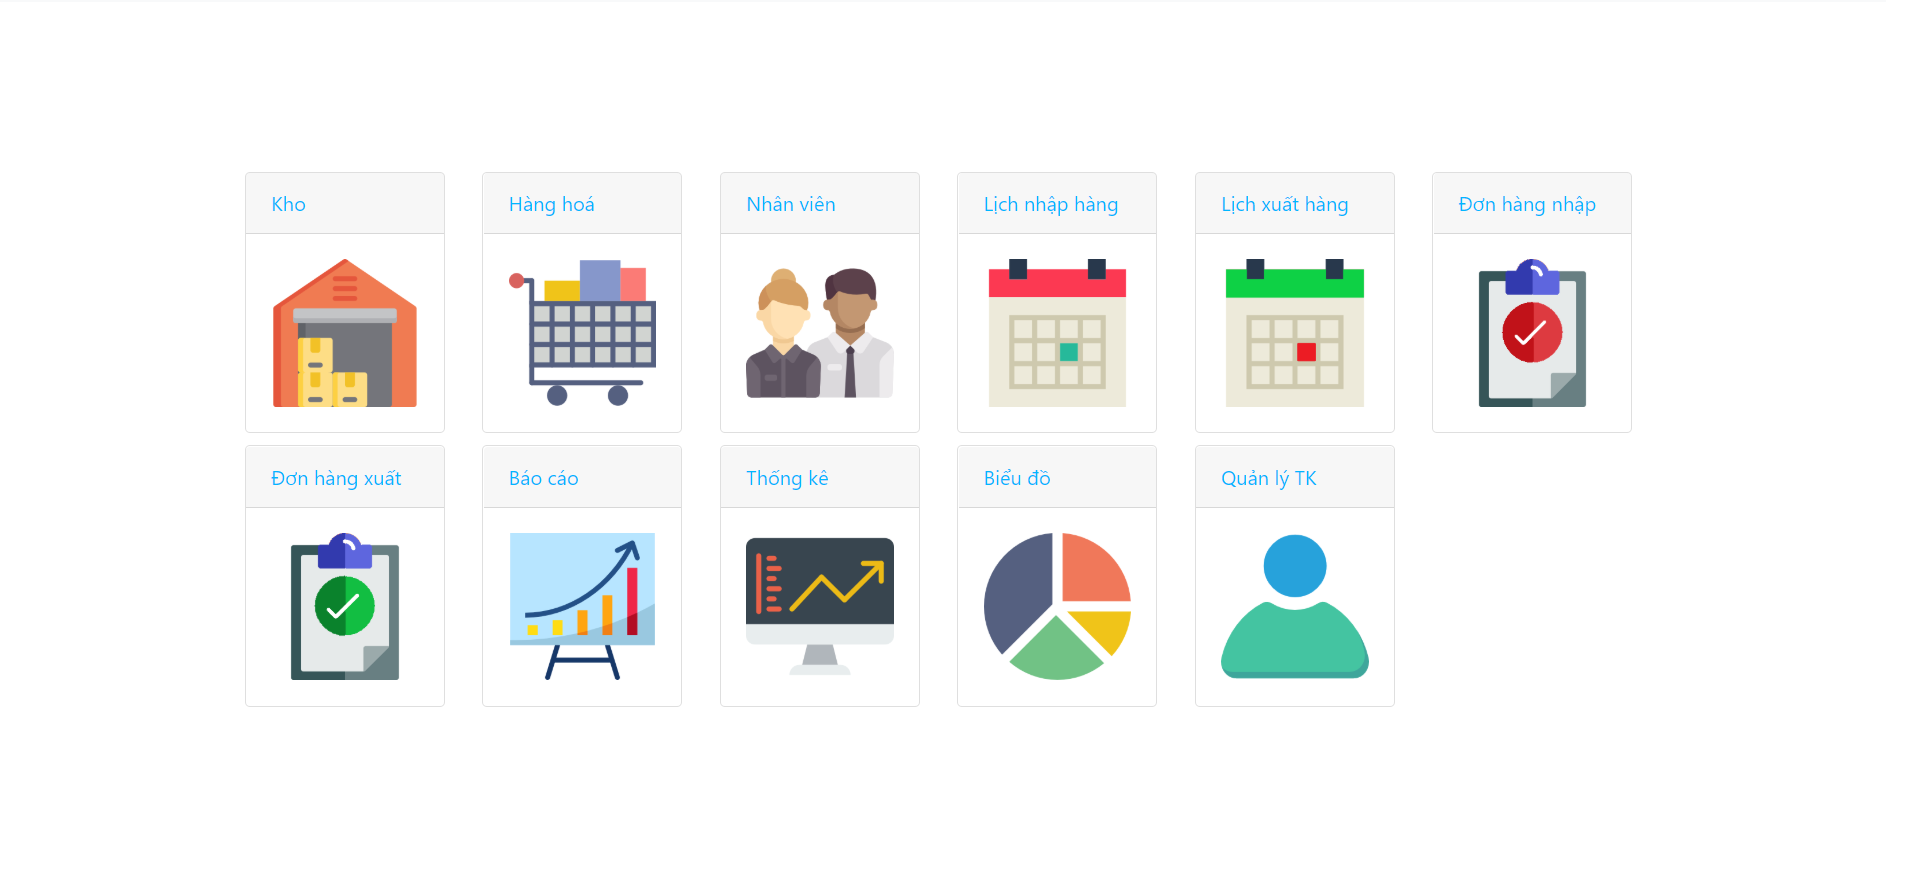 Kho
Hàng hoá
Nhân viên
Lịch nhập hàng
Lịch xuất hàng
Đơn hàng nhập
Đơn hàng xuất
Báo cáo
Thống kê
Biểu đồ
Quản lý TK